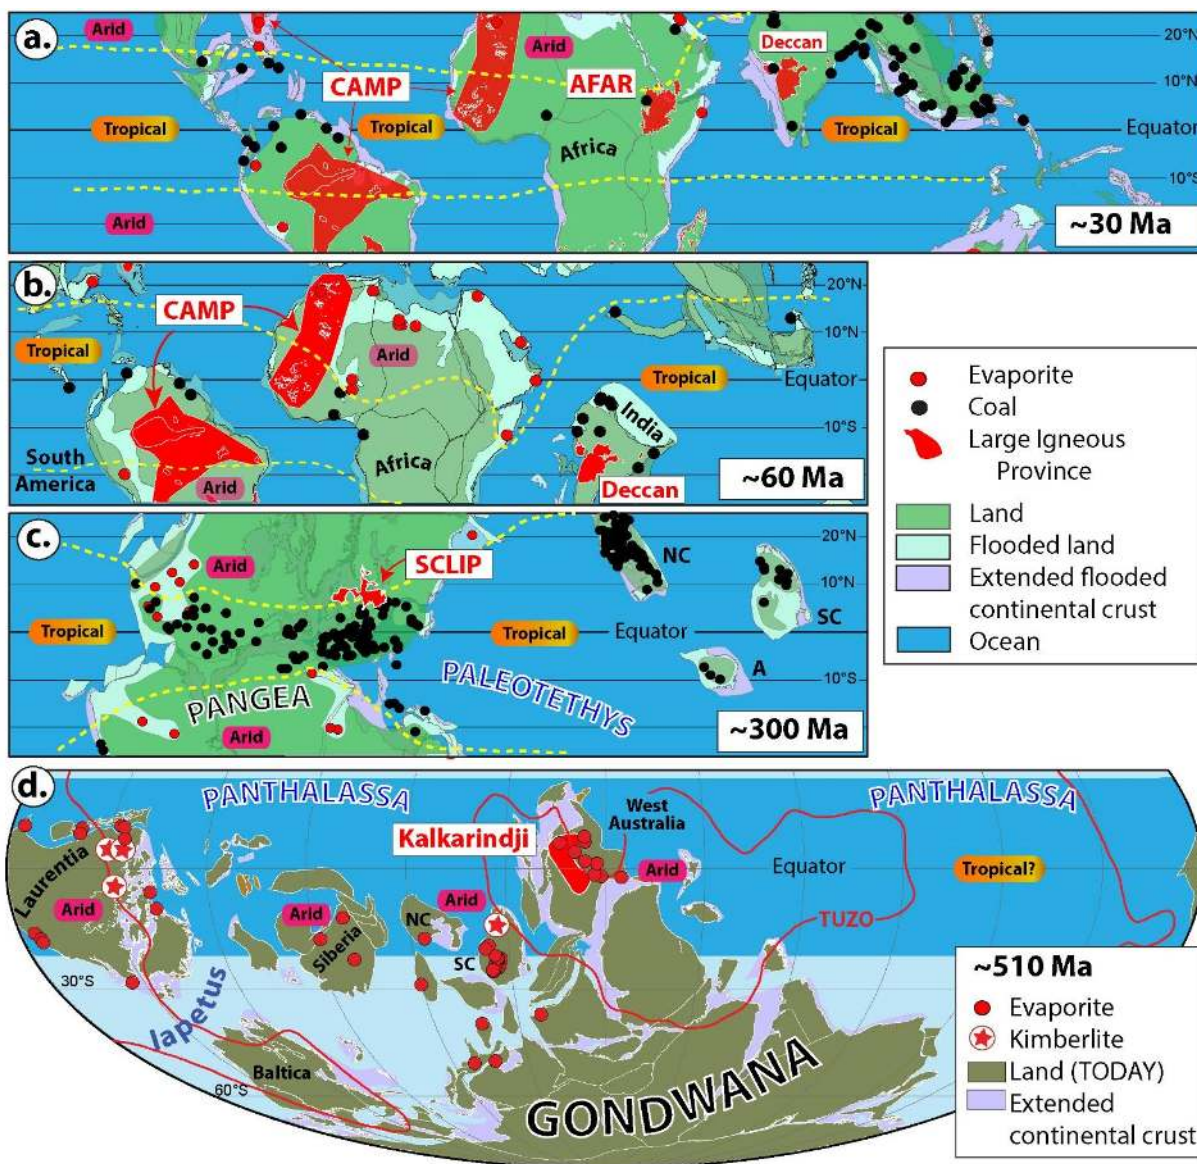 a.
Arid
CAMP
AFAR
Arid
Deccan
20°N
10°N
Tropical
Tropical
Africa
Tropical
Equator
10°S
Arid
~30 Ma
b.
CAMP
20°N
10°N
Tropical
Arid
Tropical
Equator
India
10°S
South
America
Arid
Africa
Deccan
~60 Ma
Evaporite
Coal
Large Igneous
Province
Land
Flooded land
Extended flooded
continental crust
Ocean
c.
Arid
SCLIP
NC
20°N
10°N
SC
Tropical
Tropical
Equator
A
10°S
PANGEA
PALEOTETHYS
Arid
~300 Ma
d.
PANTHALASSA
PANTHALASSA
West
Australia
Kalkarindji
Laurentia
Arid
Equator
Tropical?
Arid
Arid
Arid
NC
TUZO
Siberia
SC
30°S
Iapetus
Baltica
60°S
GONDWANA
~510 Ma
Evaporite
Kimberlite
Land (TODAY)
Extended
continental crust